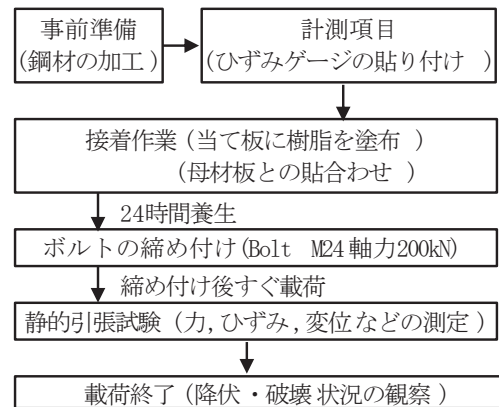 事前準備
(鋼材の加工)
計測項目
(ひずみゲージの貼り付け )
接着作業(当て板に樹脂を塗布 )
(母材板との貼合わせ )
24時間養生
ボルトの締め付け(Bolt M24軸力200kN)
締め付け後すぐ載荷
静的引張試験 (力,ひずみ,変位などの測定 )
載荷終了(降伏・破壊 状況の観察 )